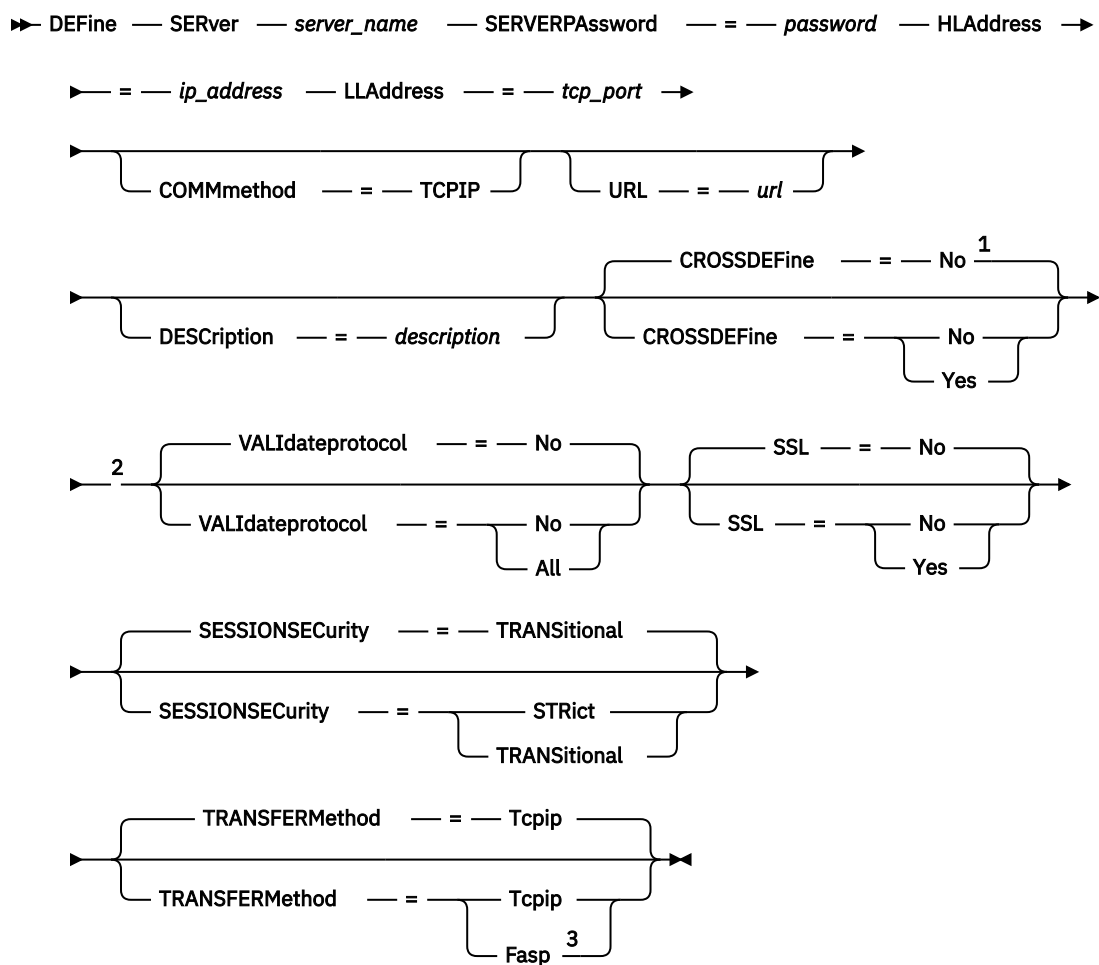 DEFine SERver server_name SERVERPAssword = password HLAddress
= ip_address LLAddress = tcp_port
COMMmethod = TCPIP URL = url
CROSSDEFine = No 1
DESCription = description CROSSDEFine = No
Yes
VALIdateprotocol = No SSL = No
2
VALIdateprotocol = No SSL = No
All Yes
SESSIONSECurity = TRANSitional
SESSIONSECurity = STRict
TRANSitional
TRANSFERMethod = Tcpip
TRANSFERMethod = Tcpip
Fasp 3